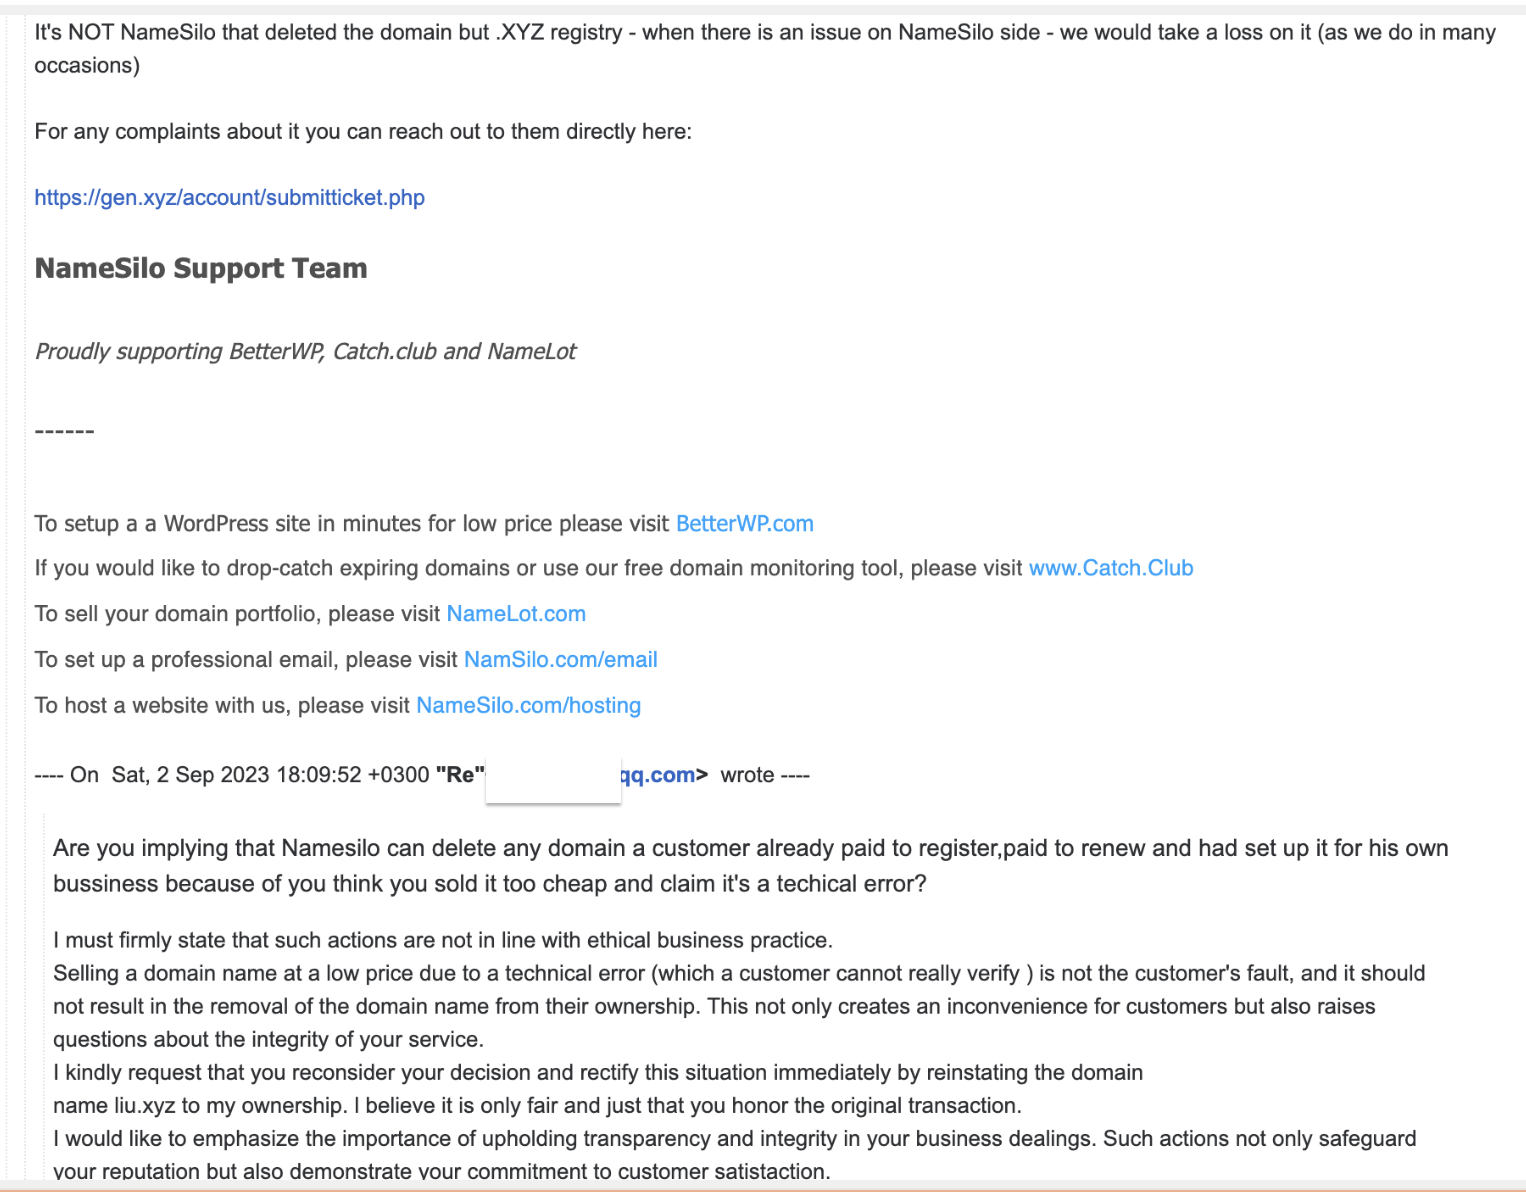 It's NOT NameSilo that deleted the domain but .XYZ registry - when there is an issue on NameSilo side - we would take a loss on it (as we do in many
occasions)
For any complaints about it you can reach out to them directly here:
https://gen.xyz/account/submitticket.php
NameSilo Support Team
Proudly supporting BetterWP, Catch.club and NameLot
------
To setup a a WordPress site in minutes for low price please visit BetterWP.com
If you would like to drop-catch expiring domains or use our free domain monitoring tool, please visit www.Catch.Club
To sell your domain portfolio, please visit NameLot.com
To set up a professional email, please visit NamSilo.com/email
To host a website with us, please visit NameSilo.com/hosting
---- On Sat, 2 Sep 2023 18:09:52 +0300 "Re" qq.com> wrote ----
Are you implying that Namesilo can delete any domain a customer already paid to register,paid to renew and had set up it for his own
bussiness because of you think you sold it too cheap and claim it's a techical error?
I must firmly state that such actions are not in line with ethical business practice.
Selling a domain name at a low price due to a technical error (which a customer cannot really verify ) is not the customer's fault, and it should
not result in the removal of the domain name from their ownership. This not only creates an inconvenience for customers but also raises
questions about the integrity of your service.
I kindly request that you reconsider your decision and rectify this situation immediately by reinstating the domain
name liu.xyz to my ownership. I believe it is only fair and just that you honor the original transaction.
I would like to emphasize the importance of upholding transparency and integrity in your business dealings. Such actions not only safeguard
your reputation but also demonstrate your commitment to customer satistaction.